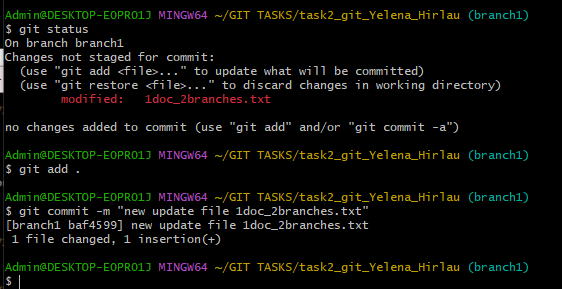 Admin@DESKTOP-EOPRO1J MINGW64 ~/GIT TASKS/task2_git_Yelena_Hirlau (branch1)
$ git status
On branch branch1
Changes not staged for commit:
  (use "git add <file>..." to update what will be committed)
  (use "git restore <file>..." to discard changes in working directory)
        modified:   1doc_2branches.txt

no changes added to commit (use "git add" and/or "git commit -a")

Admin@DESKTOP-EOPRO1J MINGW64 ~/GIT TASKS/task2_git_Yelena_Hirlau (branch1)
$ git add .

Admin@DESKTOP-EOPRO1J MINGW64 ~/GIT TASKS/task2_git_Yelena_Hirlau (branch1)
$ git commit -m "new update file 1doc_2branches.txt"
[branch1 baf4599] new update file 1doc_2branches.txt
 1 file changed, 1 insertion(+)

Admin@DESKTOP-EOPRO1J MINGW64 ~/GIT TASKS/task2_git_Yelena_Hirlau (branch1)
$